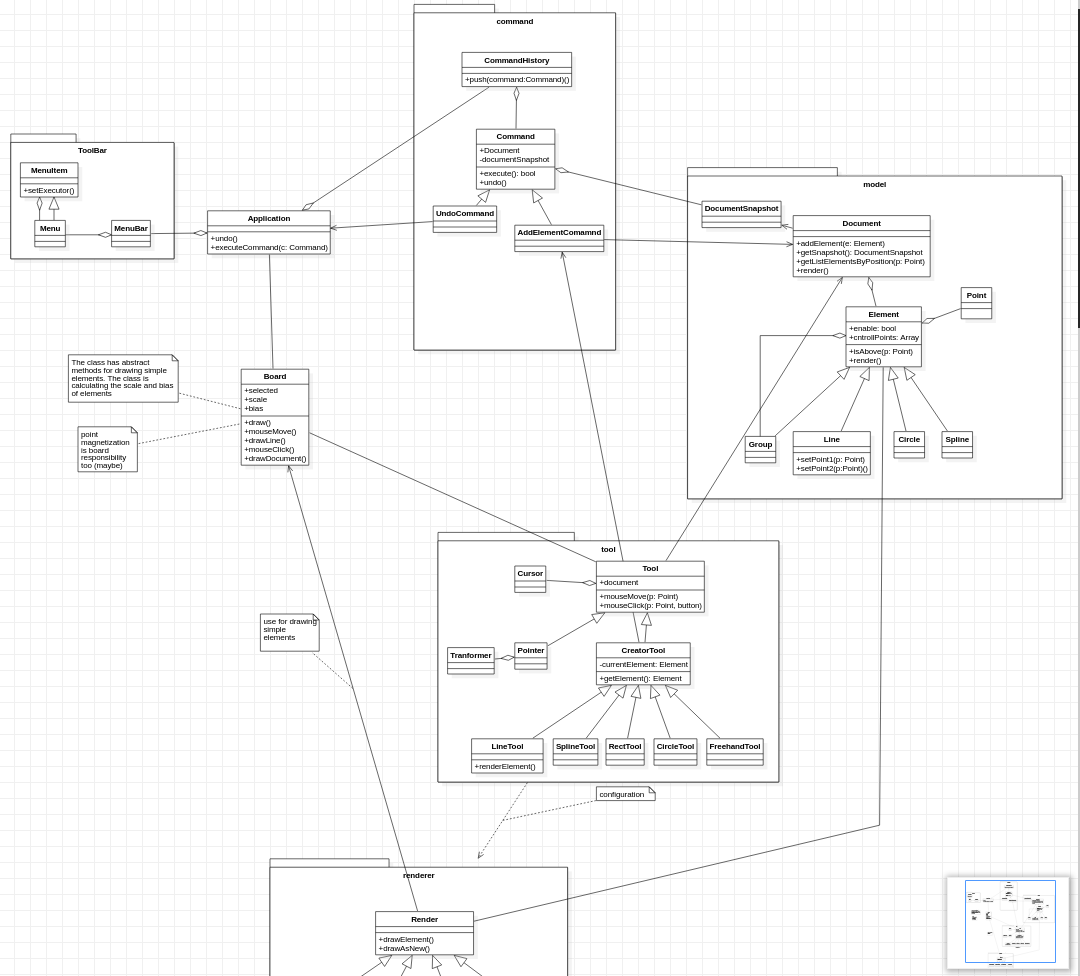 command
CommandHistory
+push(command:Command)()
Command
+Document
-documentSnapshot
+execute(): bool
+undo()
UndoCommand
AddElementComamnd
ToolBar
MenuItem
+setExecutor()
Menu
MenuBar
Application
+undo()
+executeCommand(c: Command)
model
DocumentSnapshot
Document
+addElement(e: Element)
+getSnapshot(): DocumentSnapshot
+getListElementsByPosition(p: Point)
+render()
Point
Element
+enable: bool
+cntrollPoints: Array
+isAbove(p: Point)
+render()
Group
Line
+setPoint1(p: Point)
+setPoint2(p:Point)()
Circle
Spline
The class has abstract
methods for drawing simple
elements. The class is
calculating the scale and bias
of elements
point
magnetization
is board
responsibility
too (maybe)
Board
+selected
+scale
+bias
+draw()
+mouseMove()
+drawLine()
+mouseClick()
+drawDocument()
tool
Cursor
Tool
+document
+mouseMove(p: Point)
+mouseClick(p: Point, button)
Tranformer
Pointer
CreatorTool
-currentElement: Element
+getElement(): Element
LineTool
+renderElement()
SplineTool
RectTool
CircleTool
FreehandTool
use for drawing
simple
elements
configuration
renderer
Render
+drawElement()
+drawAsNew()